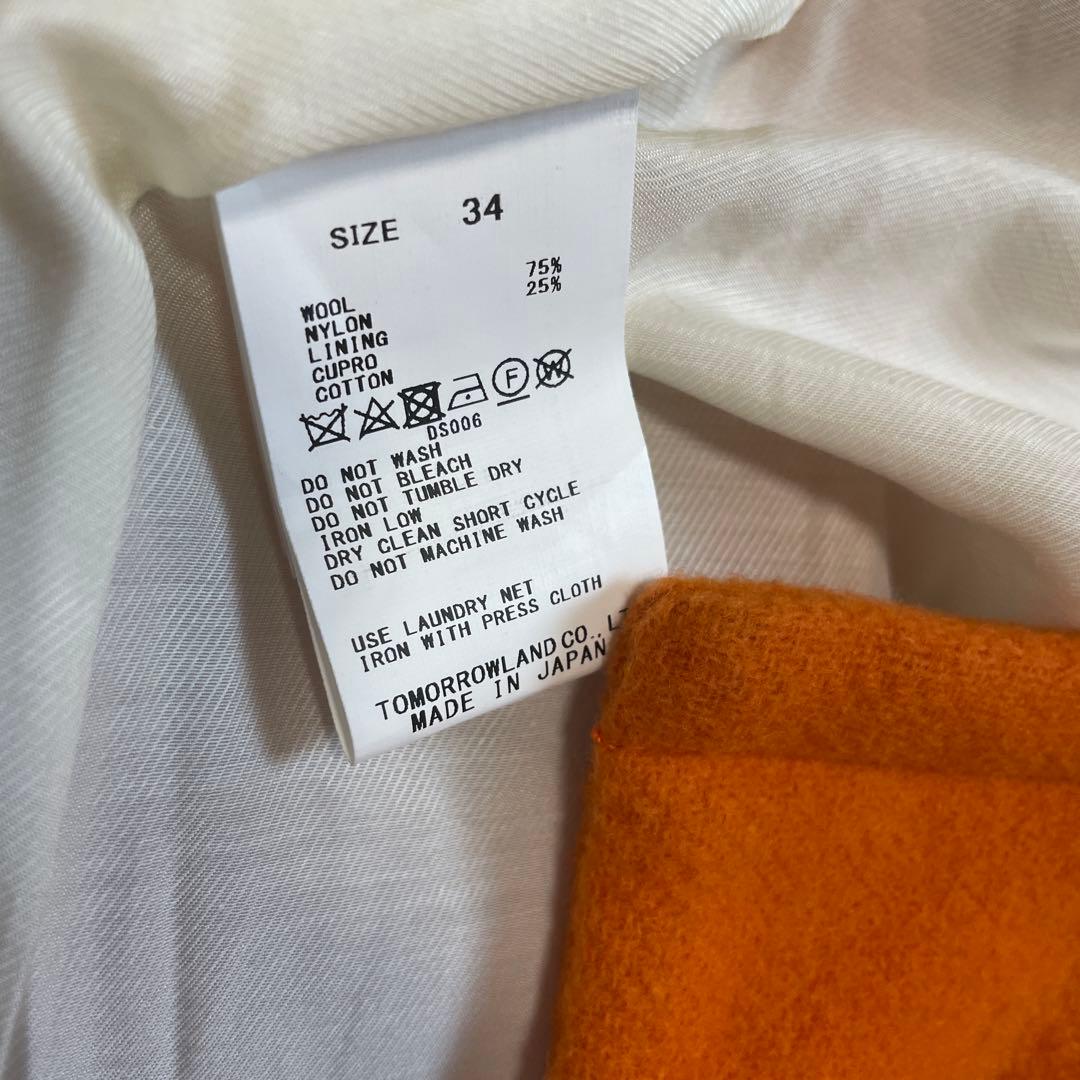 SIZE 34
WOOL 75%
NYLON 25%
LINING
CUPRO
COTTON
F W
DS006
DO NOT WASH
DO NOT BLEACH
DO NOT TUMBLE DRY
IRON LOW
DRY CLEAN SHORT CYCLE
DO NOT MACHINE WASH
USE LAUNDRY NET
IRON WITH PRESS CLOTH
TOMORROWLAND CO., LT
MADE IN JAPAN